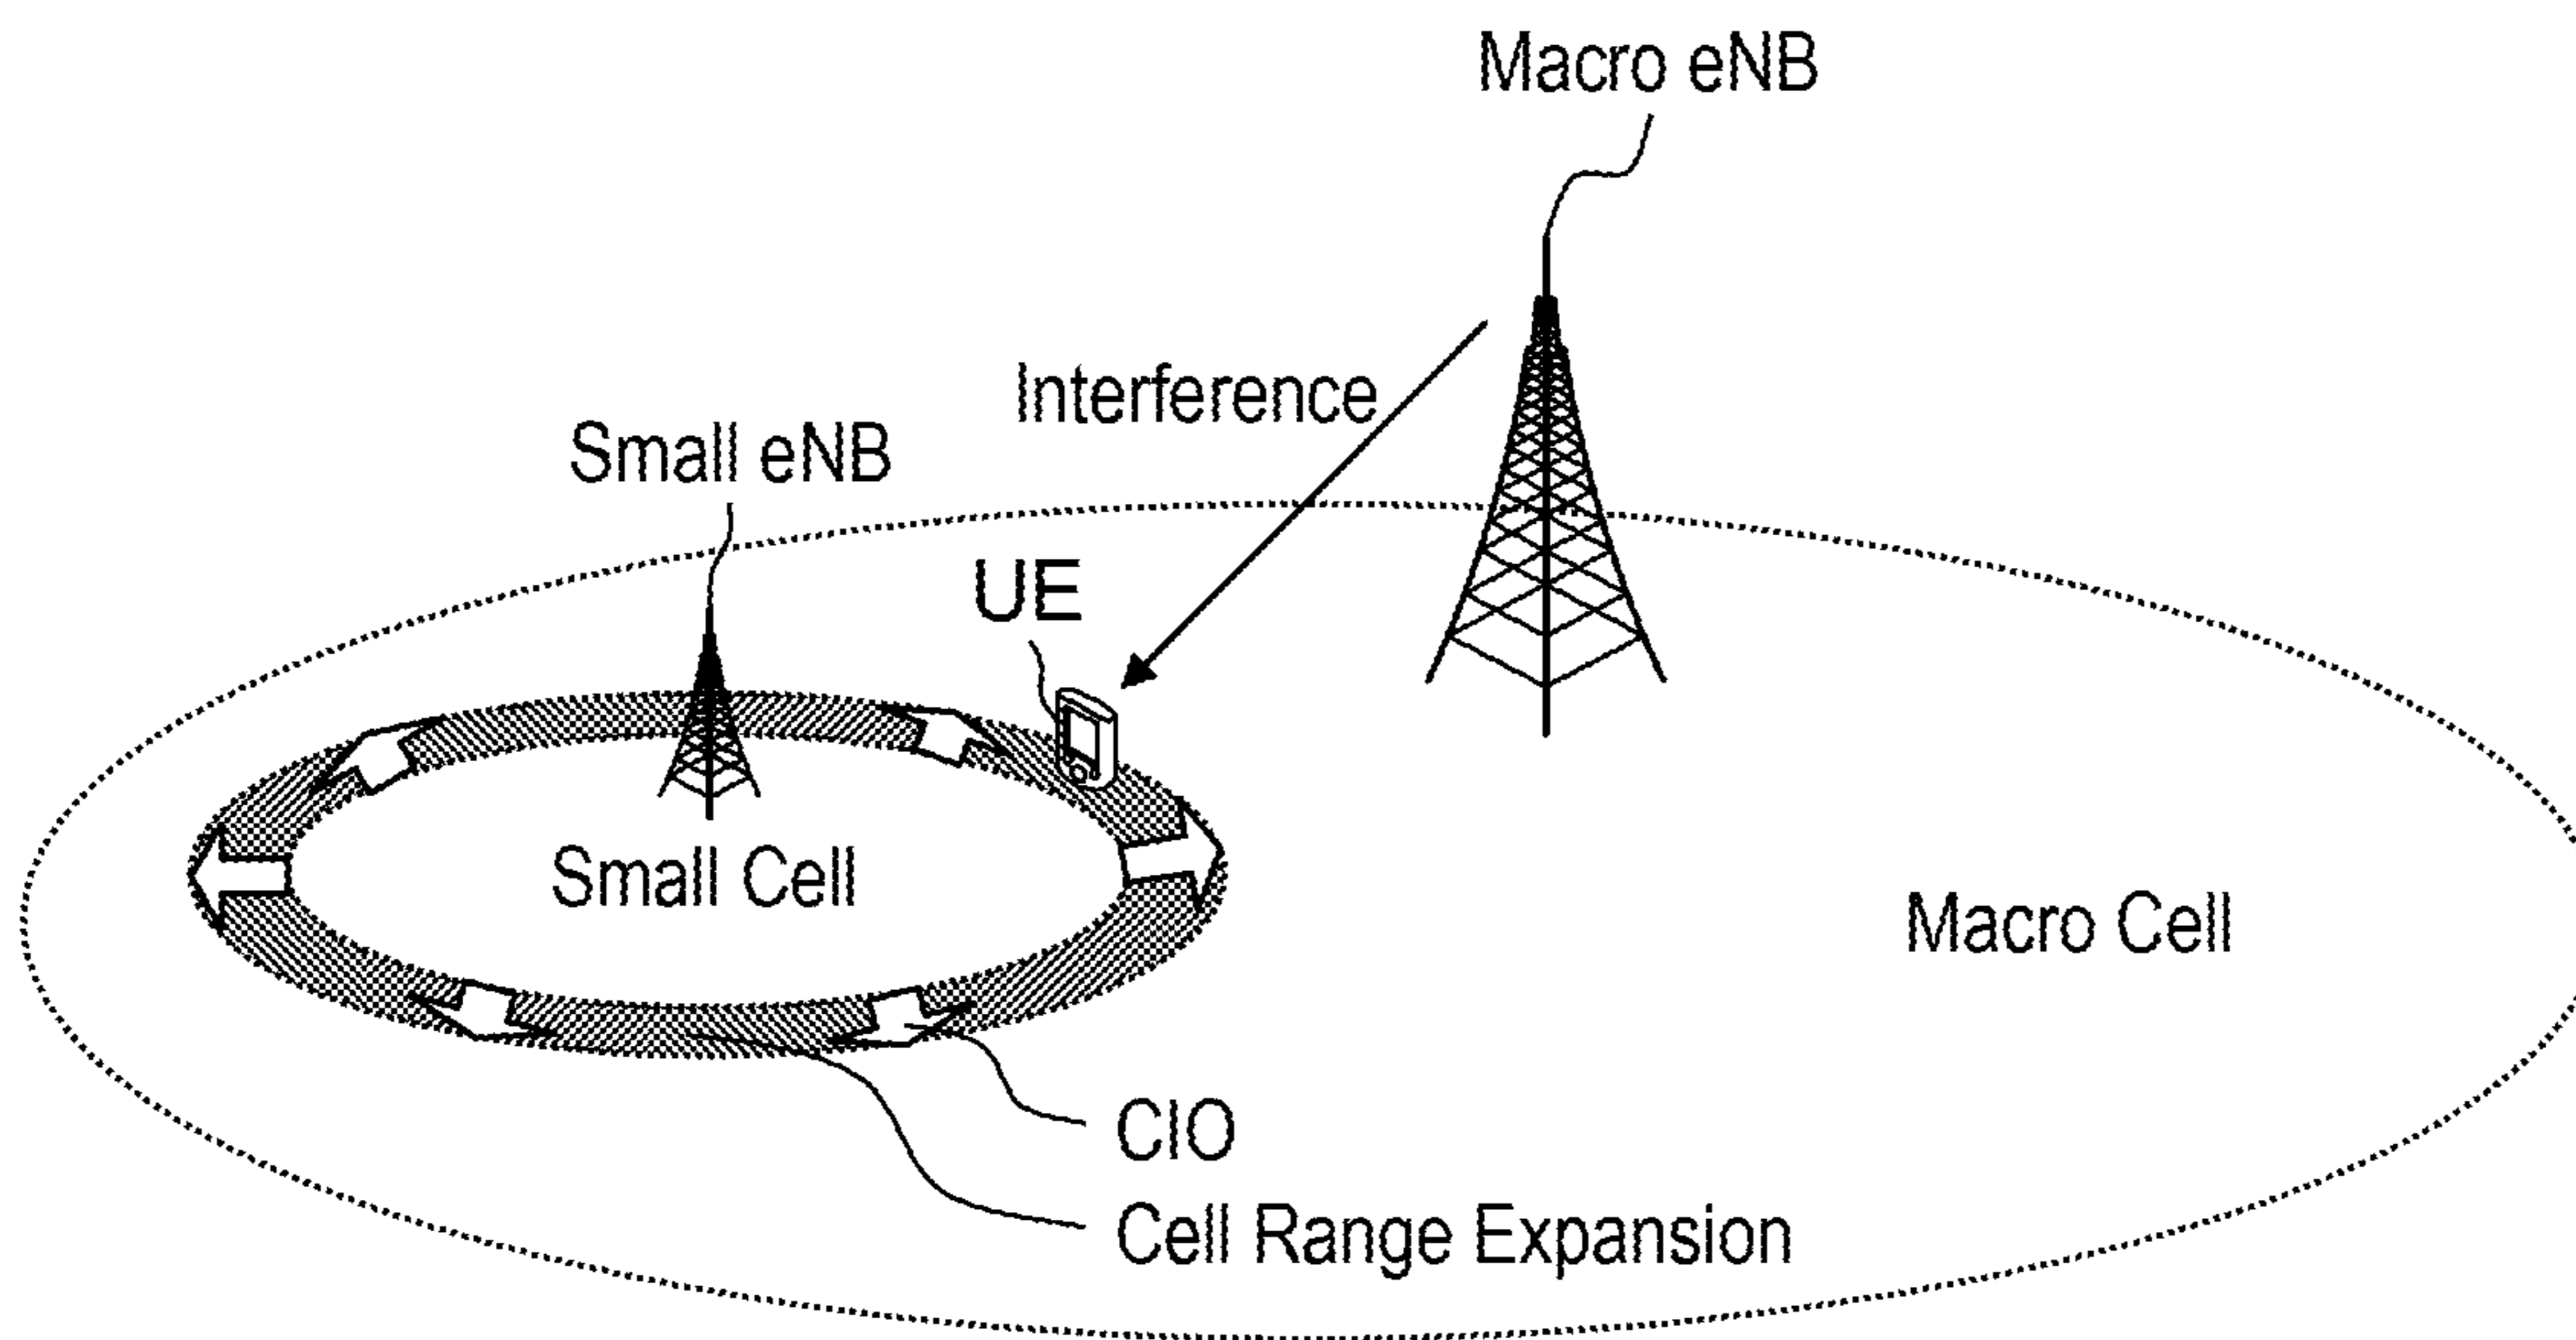 Macro eNB
Interference
Small eNB
UE
Small Cell
Macro Cell
CIO
Cell Range Expansion